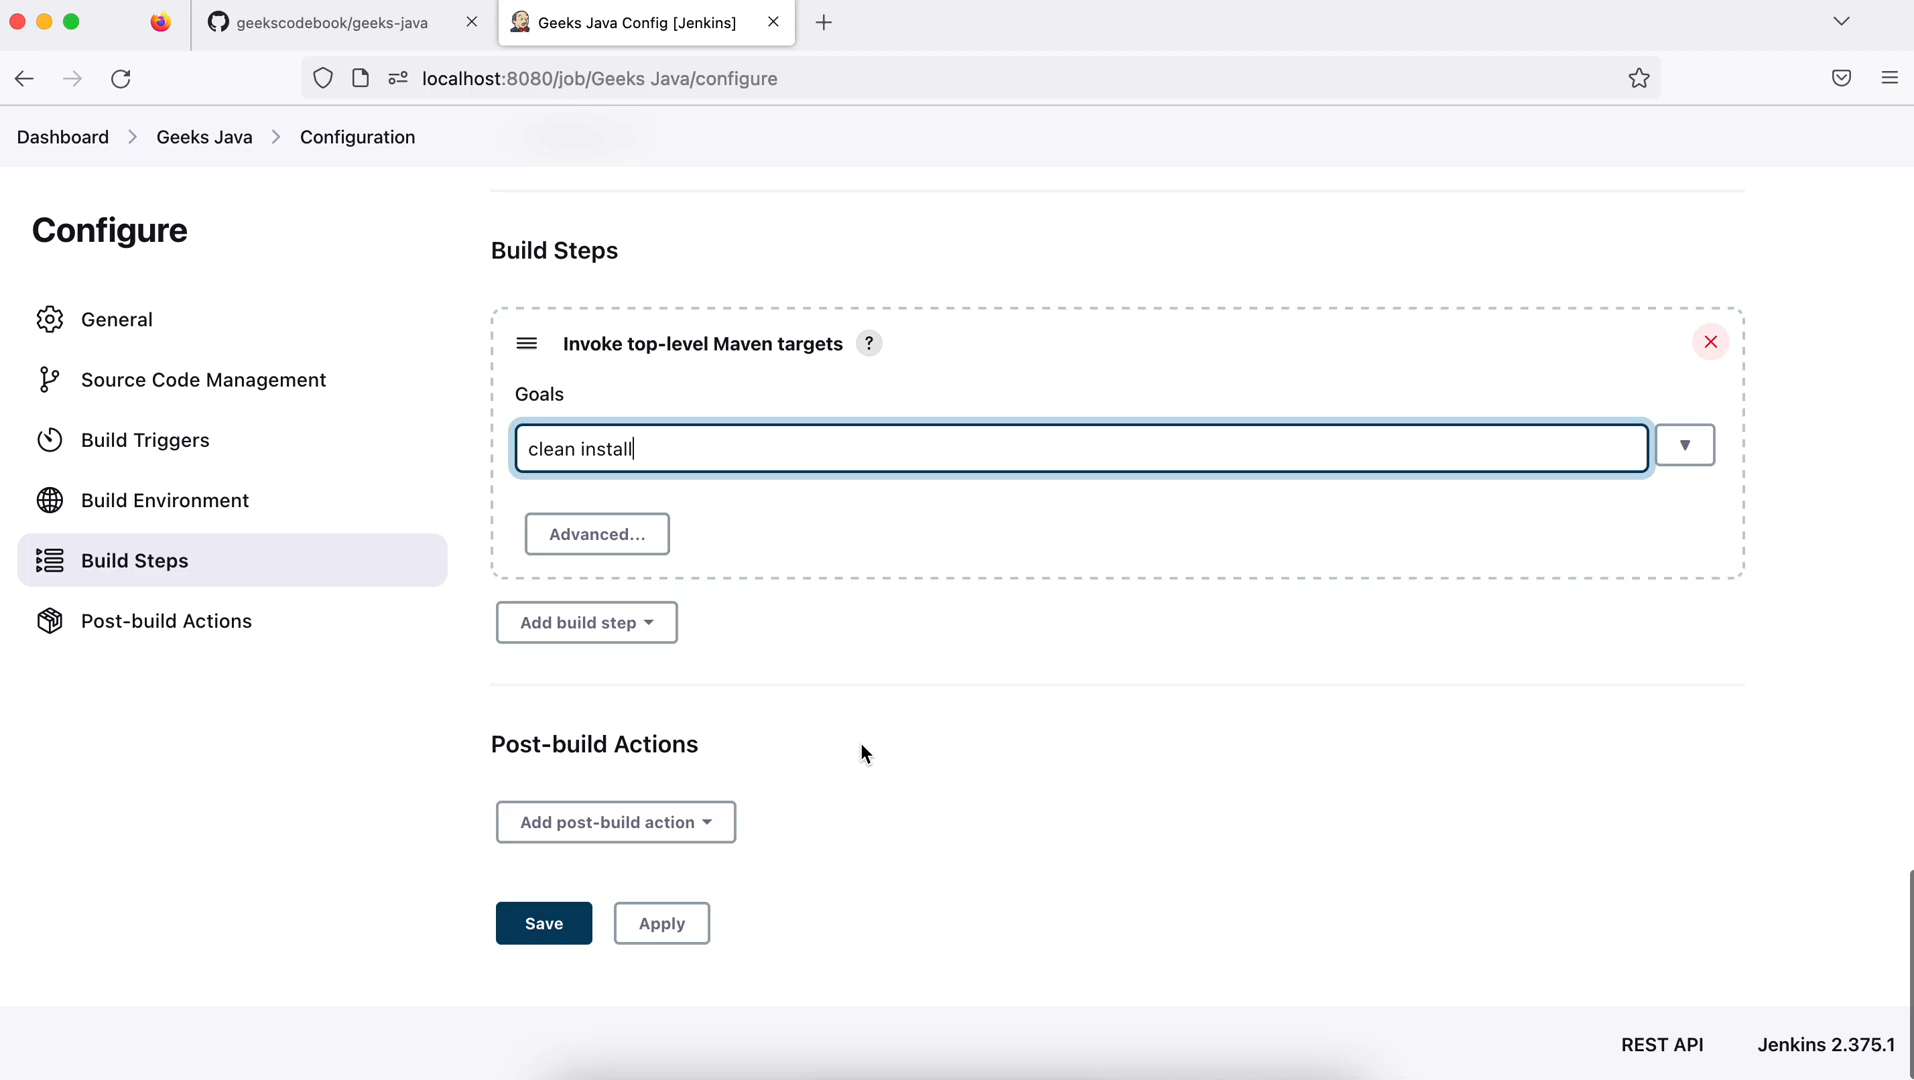 geekscodebook/geeks-java
Geeks Java Config [Jenkins]
localhost:8080/job/Geeks Java/configure
Dashboard
Geeks Java
Configuration
Configure
General
Source Code Management
Build Triggers
Build Environment
Build Steps
Post-build Actions
Build Steps
Invoke top-level Maven targets
?
Goals
clean install
Advanced...
Add build step
Post-build Actions
Add post-build action
Save
Apply
REST API
Jenkins 2.375.1